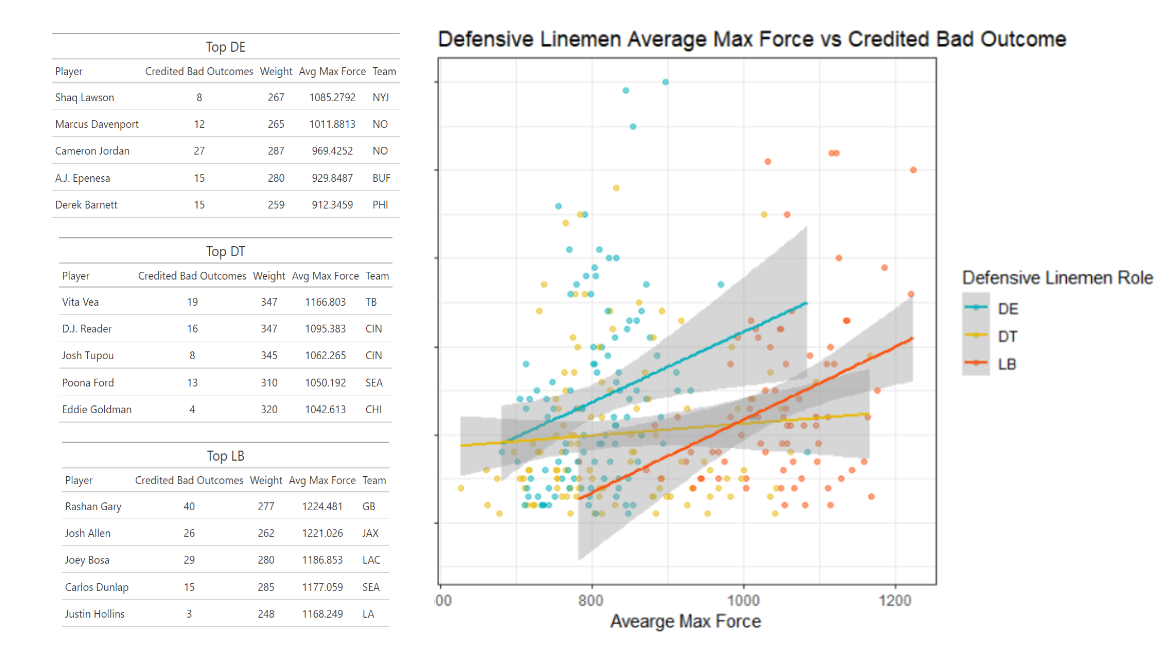 Top DE
Player Credited Bad Outcomes Weight Avg Max Force Team
Shaq Lawson 8 267 1085.2792 NYJ
Marcus Davenport 12 265 1011.8813 NO
Cameron Jordan 27 287 969.4252 NO
A.J. Epenesa 15 280 929.8487 BUF
Derek Barnett 15 259 912.3459 PHI
Top DT
Player Credited Bad Outcomes Weight Avg Max Force Team
Vita Vea 19 347 1166.803 TB
D.J. Reader 16 347 1095.383 CIN
Josh Tupou 8 345 1062.265 CIN
Poona Ford 13 310 1050.192 SEA
Eddie Goldman 4 320 1042.613 CHI
Top LB
Player Credited Bad Outcomes Weight Avg Max Force Team
Rashan Gary 40 277 1224.481 GB
Josh Allen 26 262 1221.026 JAX
Joey Bosa 29 280 1186.853 LAC
Carlos Dunlap 15 285 1177.059 SEA
Justin Hollins 3 248 1168.249 LA
Defensive Linemen Average Max Force vs Credited Bad Outcome
00 800 1000 1200
Avearge Max Force
Defensive Linemen Role
DE
DT
LB